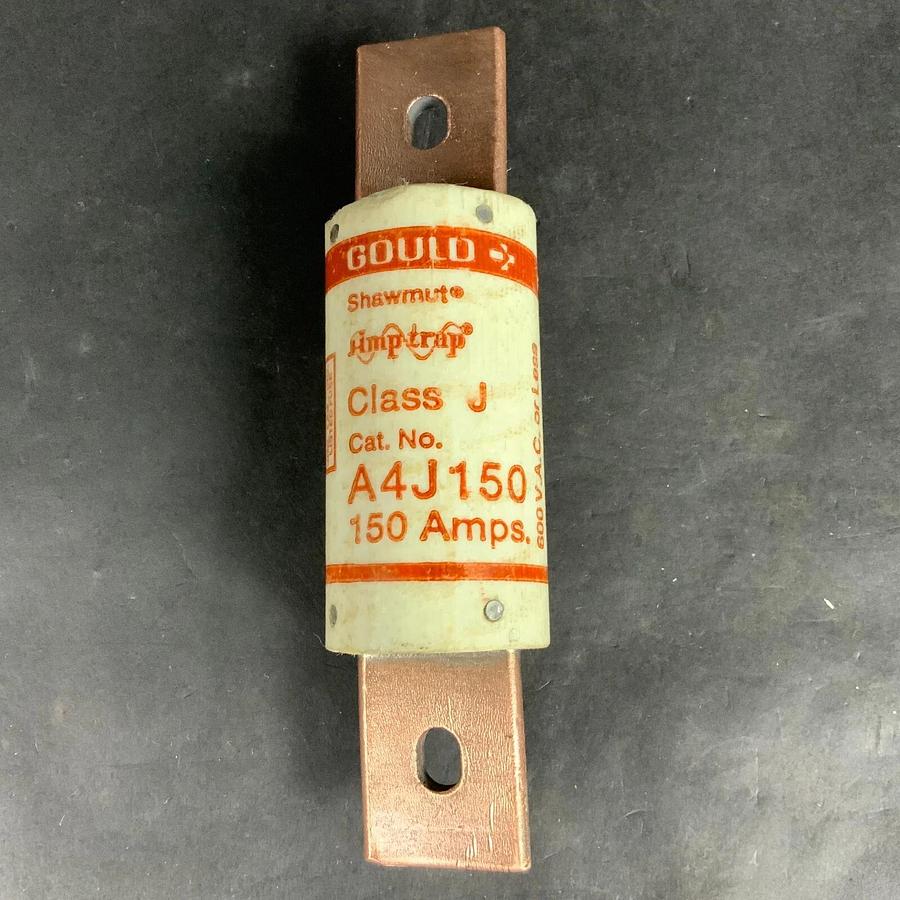 GOULD
Shawmut®
Amp-trap®
Class J
Cat. No.
A4J150
150 Amps.
600 V.A.C. or Less